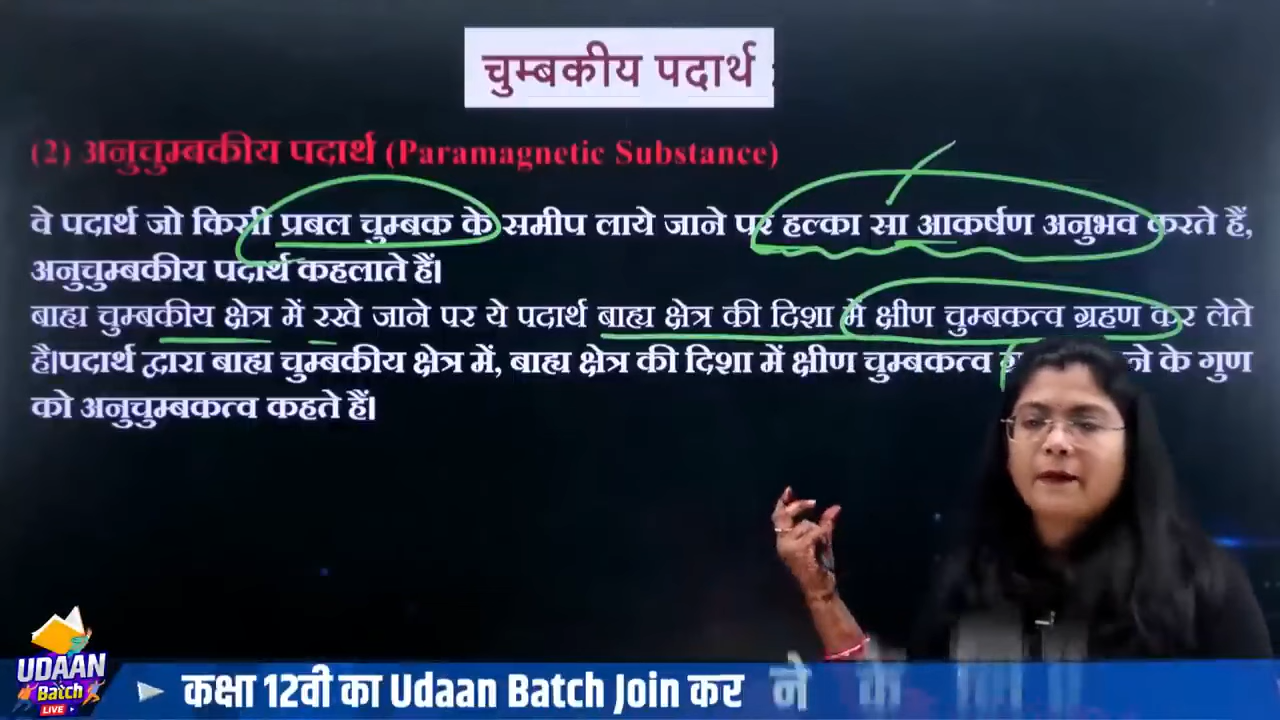 चुम्बकीय पदार्थ :
(2) अनुचुम्बकीय पदार्थ (Paramagnetic Substance)
वे पदार्थ जो किसी प्रबल चुम्बक के समीप लाये जाने पर हल्का सा आकर्षण अनुभव करते हैं,
अनुचुम्बकीय पदार्थ कहलाते हैं।
बाह्य चुम्बकीय क्षेत्र में रखे जाने पर ये पदार्थ बाह्य क्षेत्र की दिशा में क्षीण चुम्बकत्व ग्रहण कर लेते
है।पदार्थ द्वारा बाह्य चुम्बकीय क्षेत्र में, बाह्य क्षेत्र की दिशा में क्षीण चुम्बकत्व के गुण
को अनुचुम्बकत्व कहते हैं।
UDAAN
Batch
LIVE
कक्षा 12वी का Udaan Batch Join कर ने